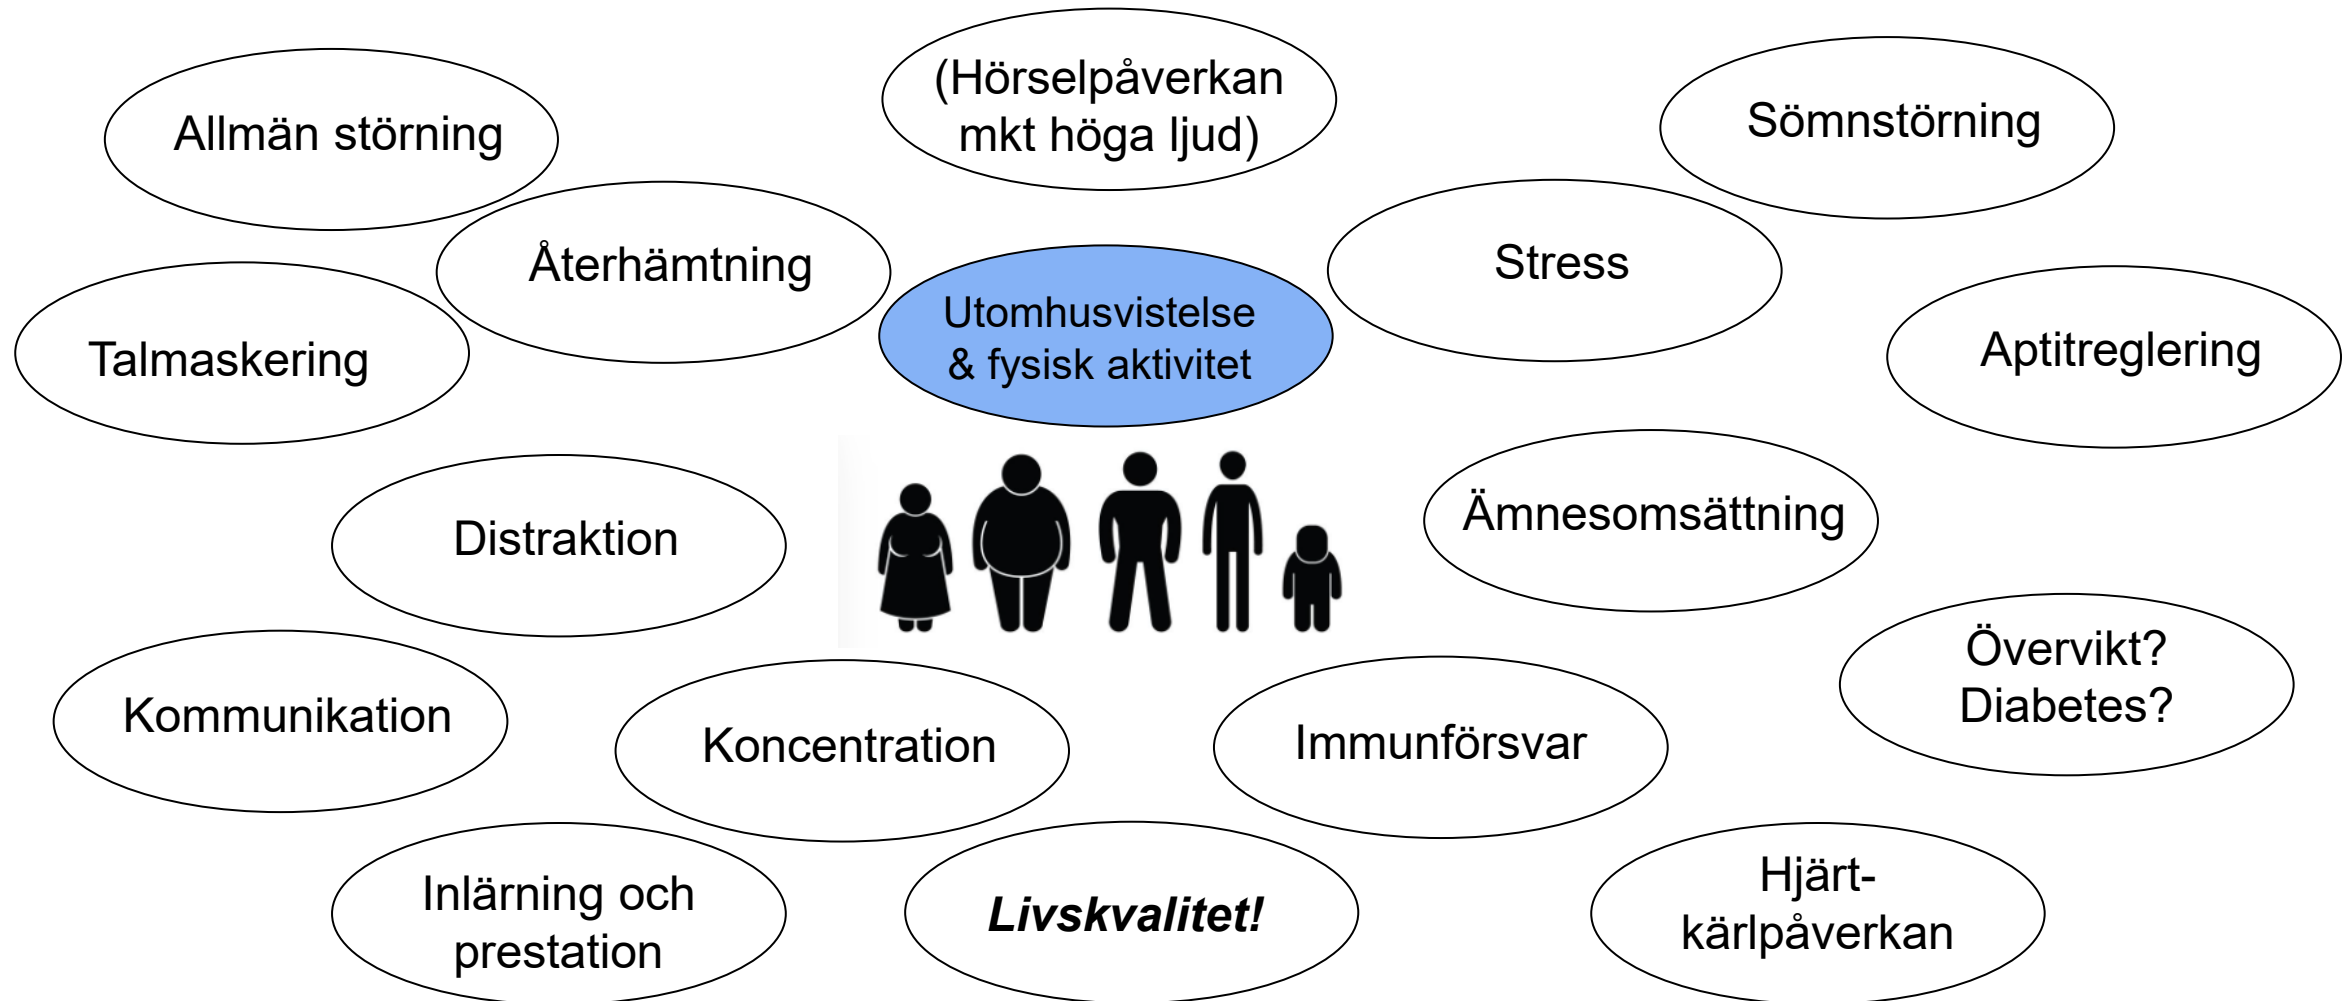 (Hörselpåverkan
mkt höga ljud)
Allmän störning
Sömnstörning
Återhämtning
Stress
Utomhusvistelse
& fysisk aktivitet
Talmaskering
Aptitreglering
Distraktion
Ämnesomsättning
Kommunikation
Koncentration
Immunförsvar
Övervikt?
Diabetes?
Inlärning och
prestation
Livskvalitet!
Hjärt-
kärlpåverkan